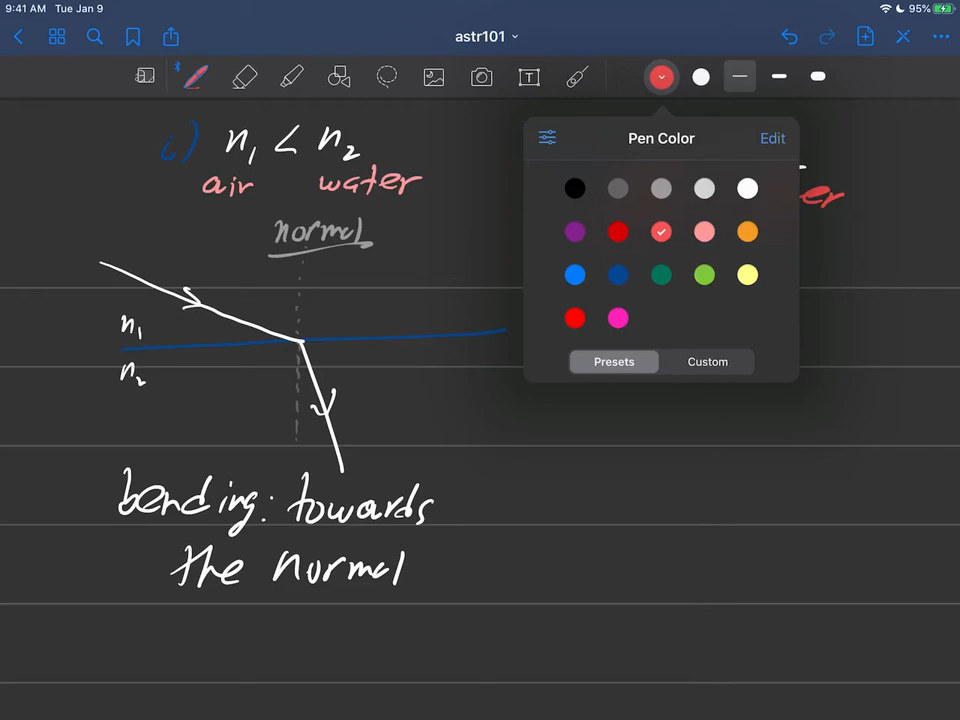 9:41 AM Tue Jan 9 95%
astr101
T
i) n₁ < n₂
air water
normal
n₁
n₂
bending: towards
the normal
Pen Color
Edit
Presets Custom
er